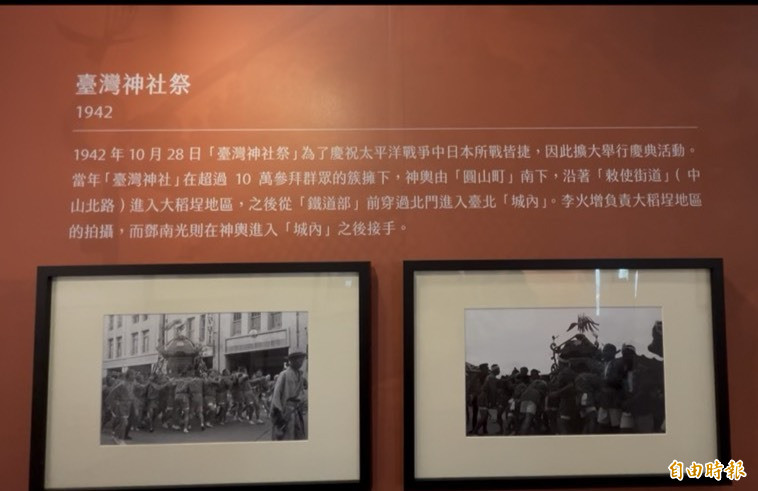 臺灣神社祭
1942
1942 年 10 月 28 日「臺灣神社祭」為了慶祝太平洋戰爭中日本所戰皆捷，因此擴大舉行慶典活動。
當年「臺灣神社」在超過 10 萬參拜群眾的簇擁下，神輿由「圓山町」南下，沿著「敕使街道」（中
山北路）進入大稻埕地區，之後從「鐵道部」前穿過北門進入臺北「城內」。李火增負責大稻埕地區
的拍攝，而鄧南光則在神輿進入「城內」之後接手。
自由時報